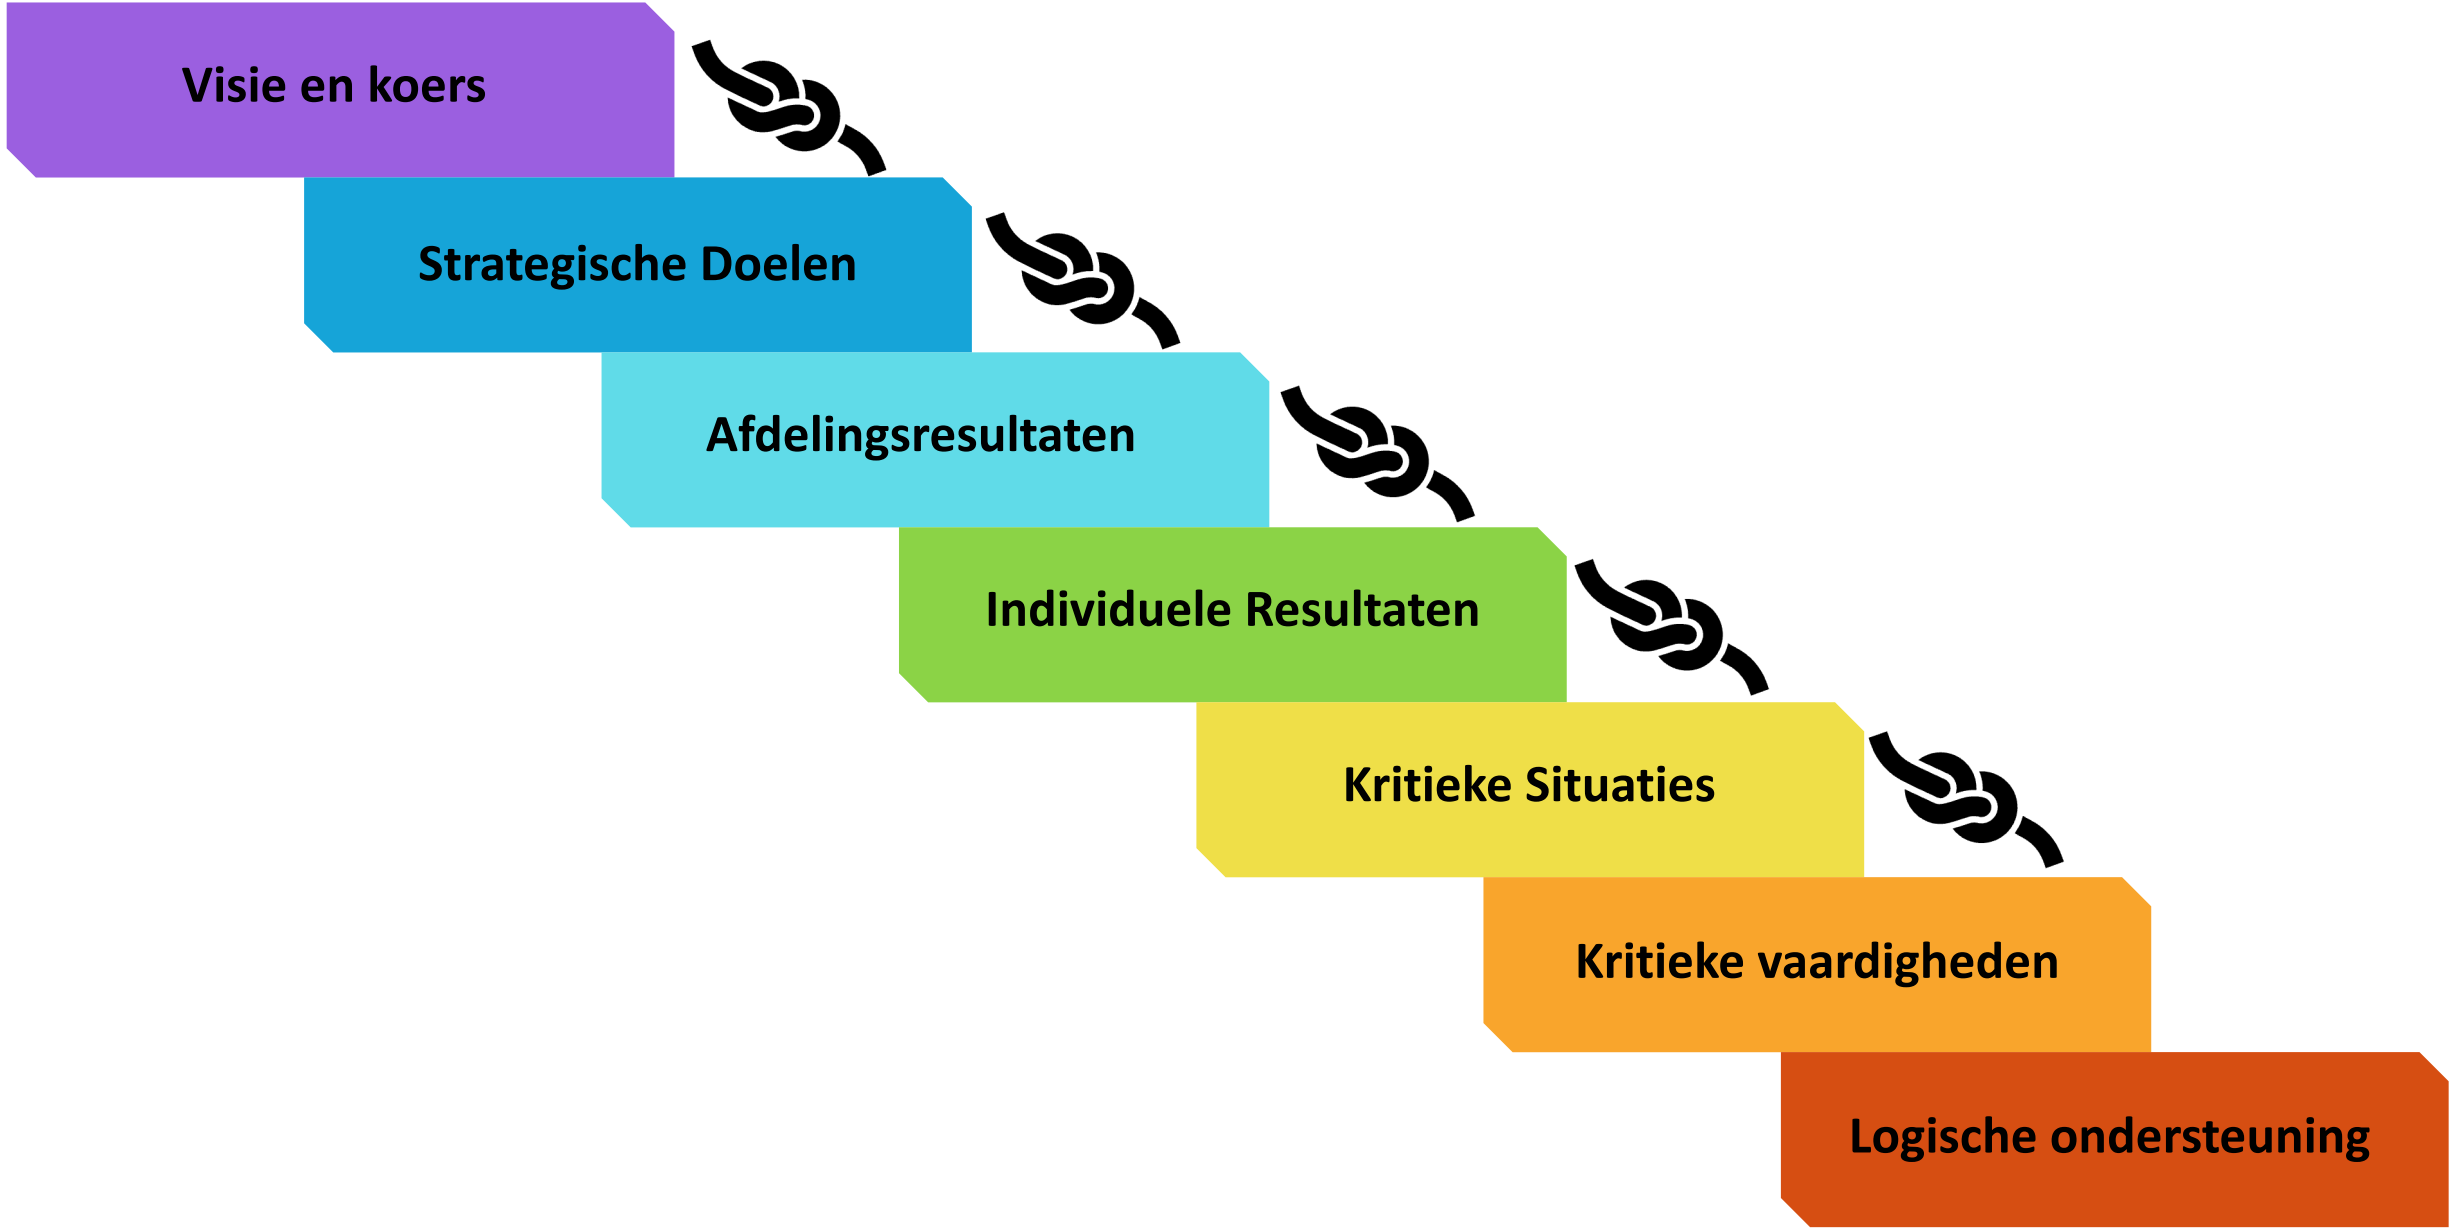 Visie en koers
Strategische Doelen
Afdelingsresultaten
Individuele Resultaten
Kritieke Situaties
Kritieke vaardigheden
Logische ondersteuning